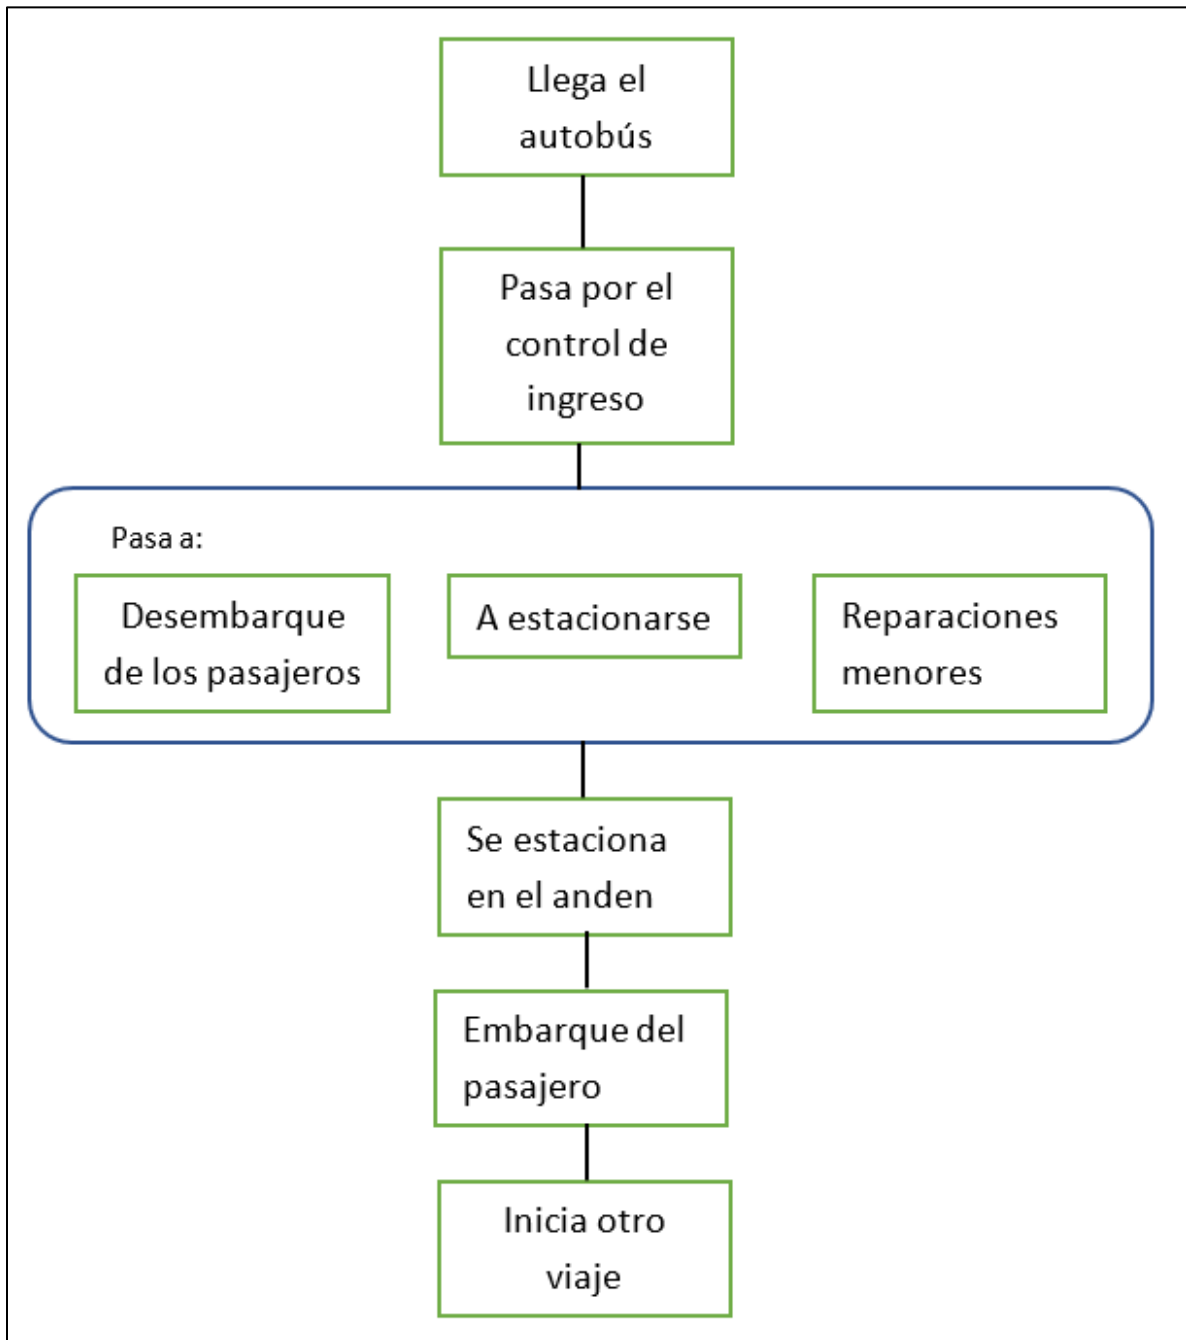 Llega el
autobús
Pasa por el
control de
ingreso
Pasa a:
Desembarque
de los pasajeros
A estacionarse
Reparaciones
menores
Se estaciona
en el anden
Embarque del
pasajero
Inicia otro
viaje